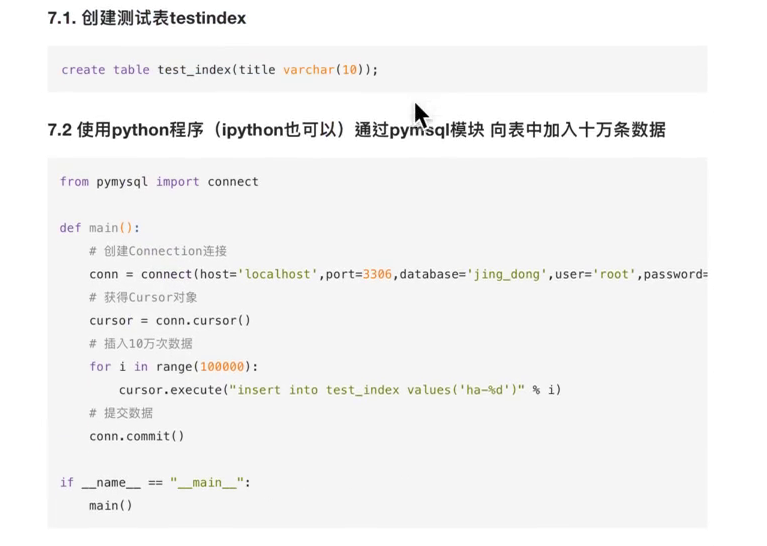 7.1. 创建测试表testindex
create table test_index(title varchar(10));
7.2 使用python程序（ipython也可以）通过pymsql模块 向表中加入十万条数据
from pymysql import connect
def main():
# 创建Connection连接
conn = connect(host='localhost',port=3306,database='jing_dong',user='root',password=
# 获得Cursor对象
cursor = conn.cursor()
# 插入10万次数据
for i in range(100000):
cursor.execute("insert into test_index values('ha-%d')" % i)
# 提交数据
conn.commit()
if __name__ == "__main__":
main()